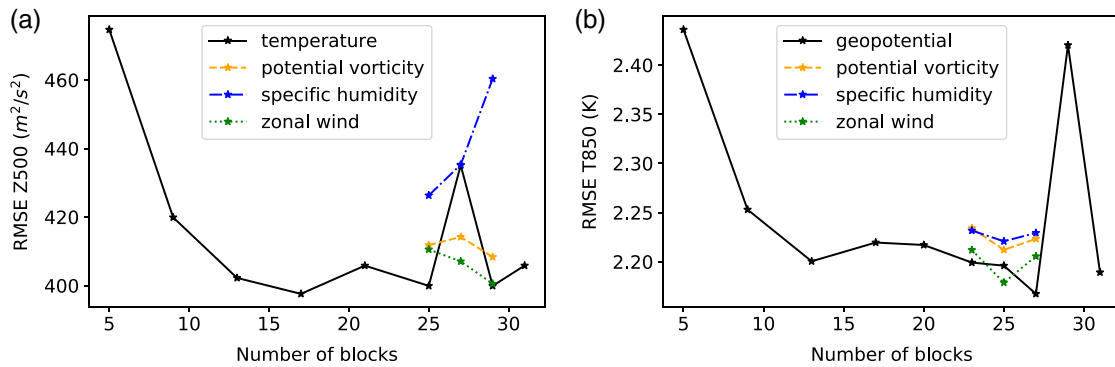 (a)
RMSE Z500 (m²/s²)
460
440
420
400
temperature
potential vorticity
specific humidity
zonal wind
5 10 15 20 25 30
Number of blocks
(b)
RMSE T850 (K)
2.40
2.35
2.30
2.25
2.20
geopotential
potential vorticity
specific humidity
zonal wind
5 10 15 20 25 30
Number of blocks